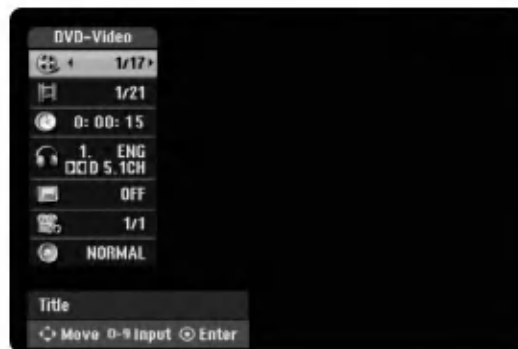 DVD-Video
1/17
1/21
0: 00: 15
1. ENG
D 5.1CH
OFF
1/1
NORMAL
Title
Move 0-9 Input Enter